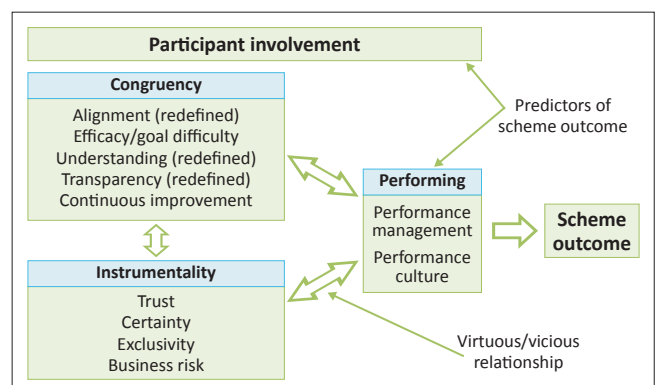 Participant involvement
Congruency
Alignment (redefined)
Efficacy/goal difficulty
Understanding (redefined)
Transparency (redefined)
Continuous improvement
Predictors of
scheme outcome
Performing
Performance
management
Performance
culture
Scheme
outcome
Instrumentality
Trust
Certainty
Exclusivity
Business risk
Virtuous/vicious
relationship